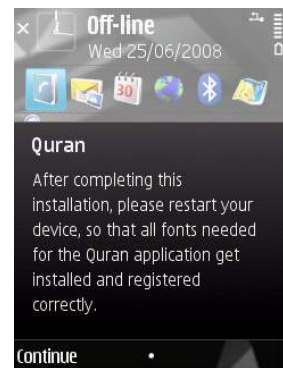 Off-line
Wed 25/06/2008
30
Quran
After completing this
installation, please restart your
device, so that all fonts needed
for the Quran application get
installed and registered
correctly.
Continue